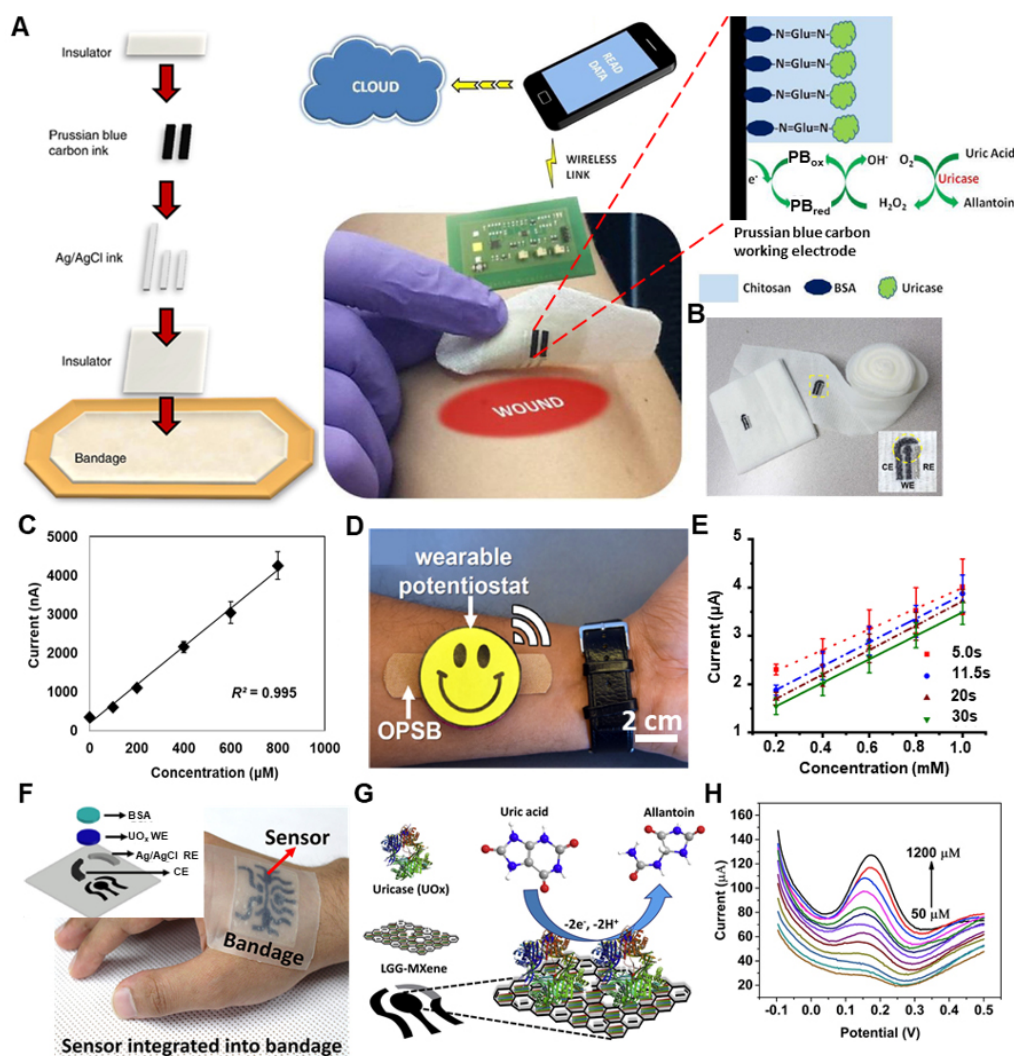 A
Insulator
Prussian blue
carbon ink
Ag/AgCl ink
Insulator
Bandage
CLOUD
READ
DATA
WIRELESS
LINK
WOUND
-N=Glu=N-
-N=Glu=N-
-N=Glu=N-
-N=Glu=N-
e-
PBox
PBred
OH-
O2
H2O2
Uric Acid
Uricase
Allantoin
Prussian blue carbon
working electrode
Chitosan
BSA
Uricase
B
CE
RE
WE
C
5000
4000
3000
2000
1000
0
Current (nA)
R² = 0.995
0 200 400 600 800 1000
Concentration (µM)
D
wearable
potentiostat
OPSB
2 cm
E
5
4
3
2
1
Current (µA)
5.0s
11.5s
20s
30s
0.2 0.4 0.6 0.8 1.0
Concentration (mM)
F
BSA
UOx WE
Ag/AgCl RE
CE
Sensor
Bandage
Sensor integrated into bandage
G
Uric acid
Allantoin
Uricase (UOx)
-2e-, -2H+
LGG-MXene
H
160
140
120
100
80
60
40
20
Current (µA)
1200 µM
50 µM
-0.1 0.0 0.1 0.2 0.3 0.4 0.5
Potential (V)